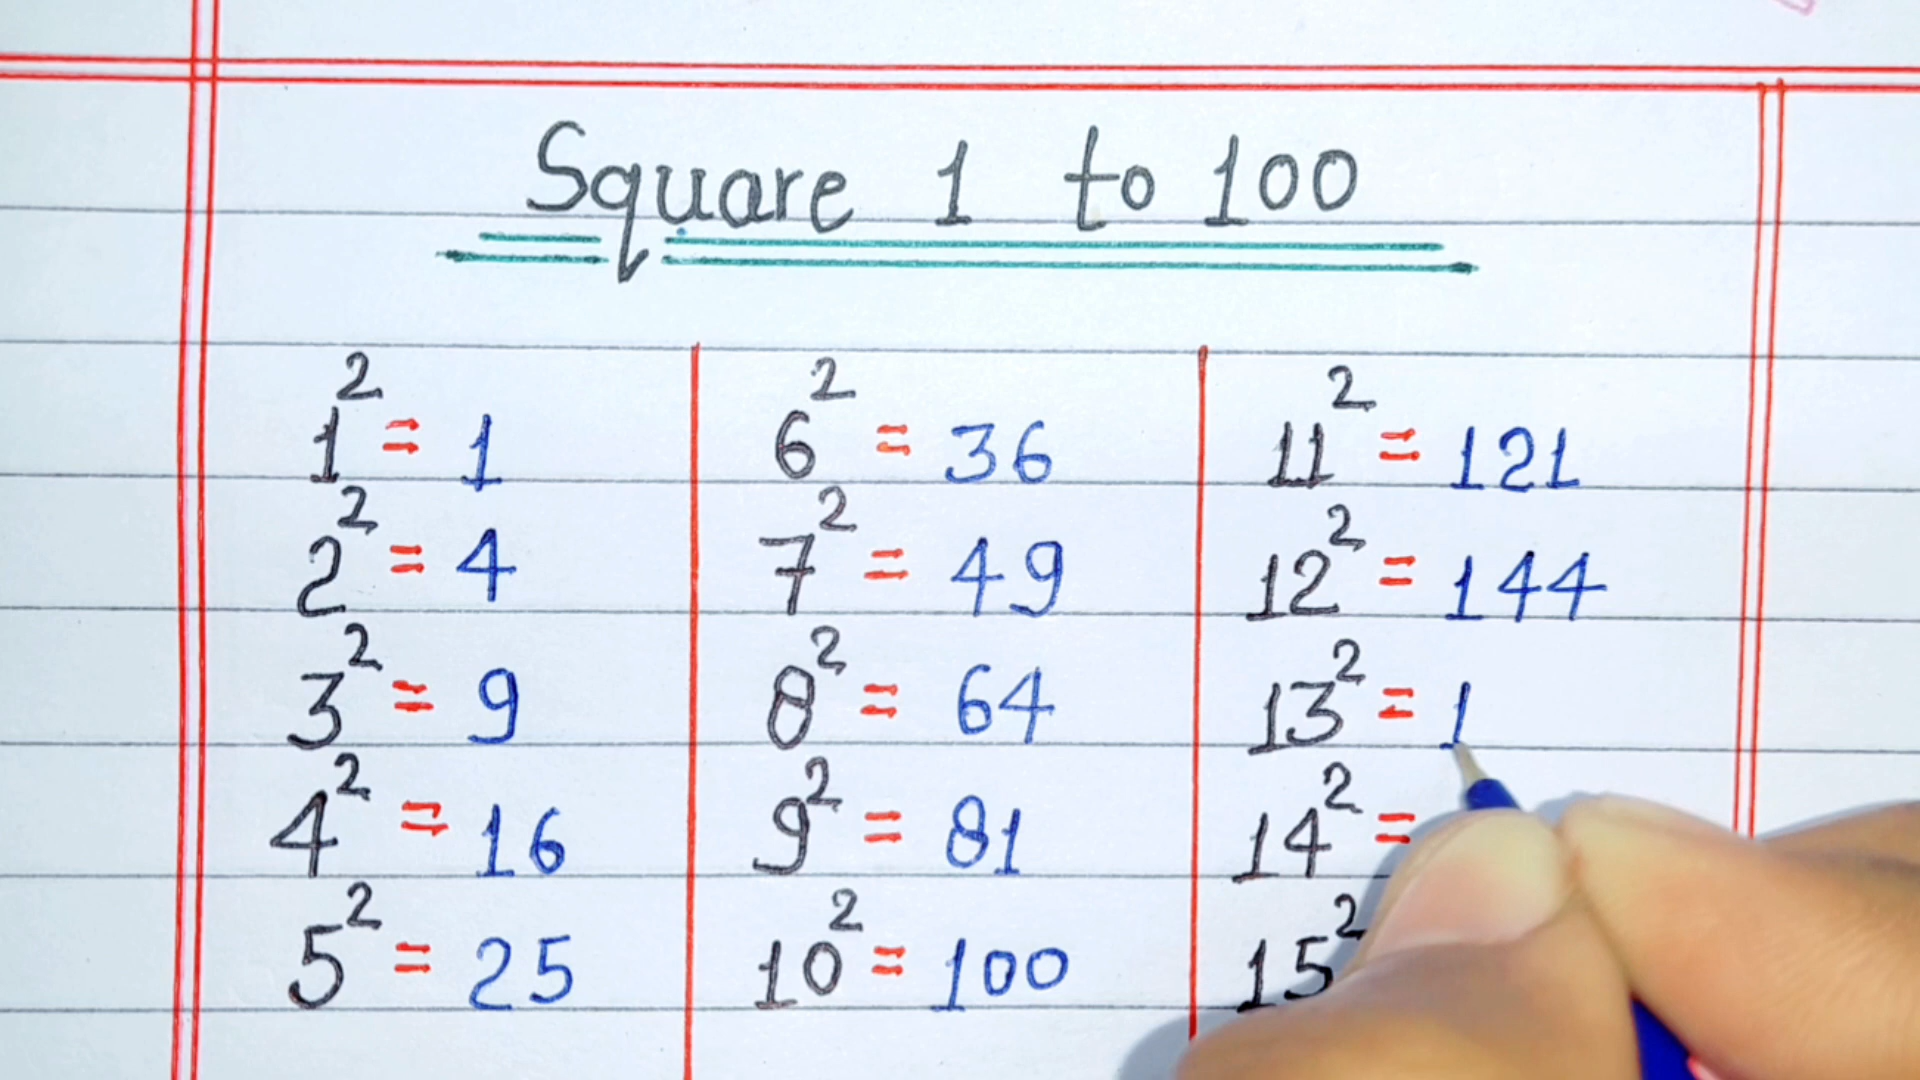 Square 1 to 100
1² = 1
2² = 4
3² = 9
4² = 16
5² = 25
6² = 36
7² = 49
8² = 64
9² = 81
10² = 100
11² = 121
12² = 144
13² = 1
14² =
15²